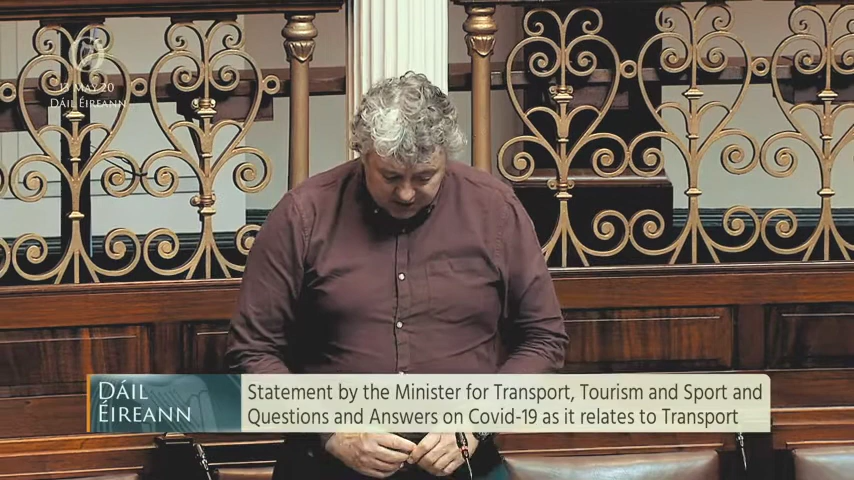 13 MAY 20
DÁIL ÉIREANN
DÁIL
ÉIREANN
Statement by the Minister for Transport, Tourism and Sport and
Questions and Answers on Covid-19 as it relates to Transport